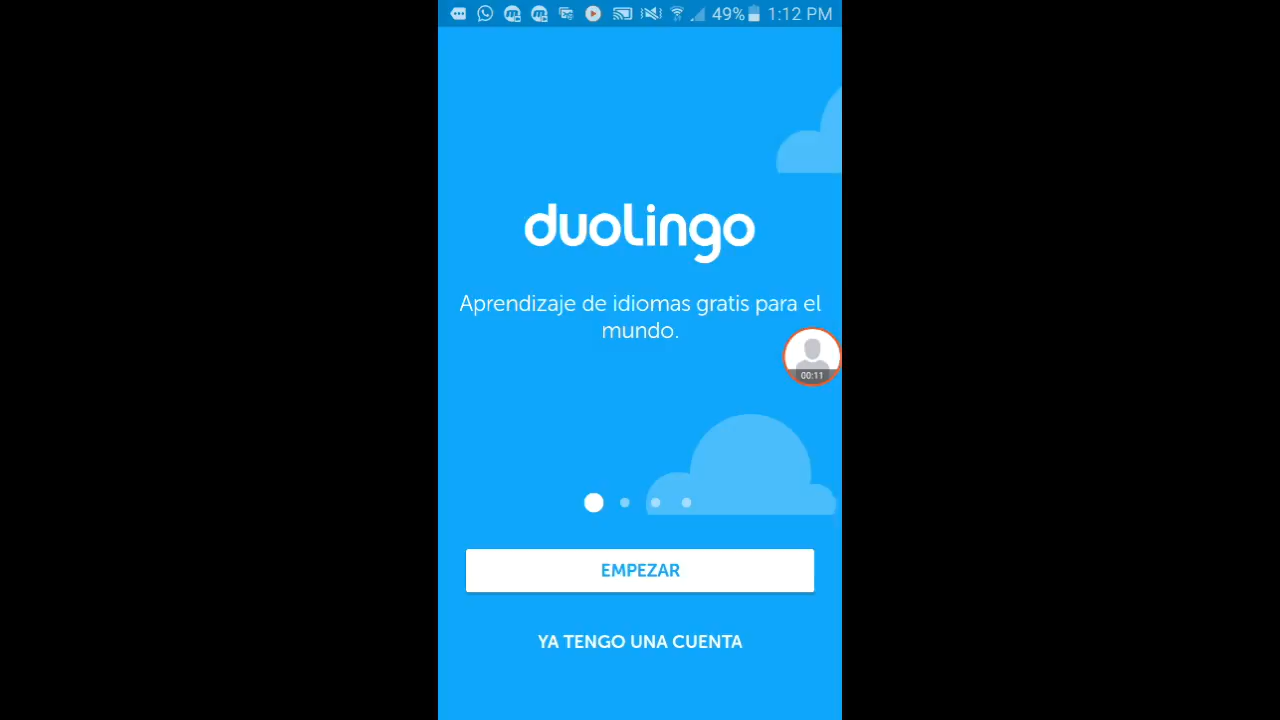 49% 1:12 PM
duolingo
Aprendizaje de idiomas gratis para el
mundo.
00:11
EMPEZAR
YA TENGO UNA CUENTA